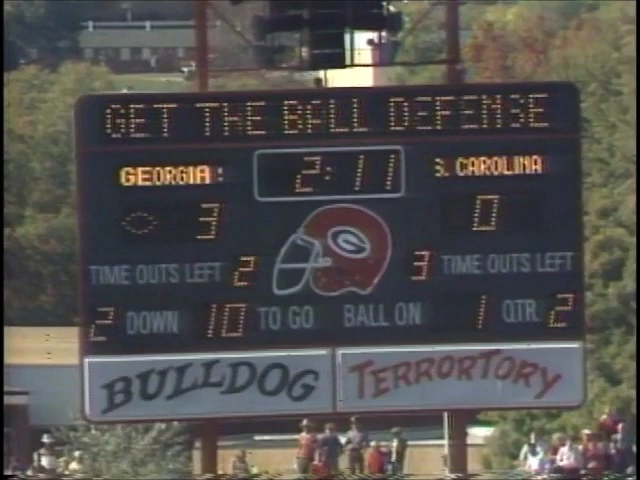 GET THE BALL DEFENSE
GEORGIA: 2:11 S. CAROLINA
3 0
G
TIME OUTS LEFT 2 3 TIME OUTS LEFT
2 DOWN 10 TO GO BALL ON 1 QTR. 2
BULLDOG TERRORTORY